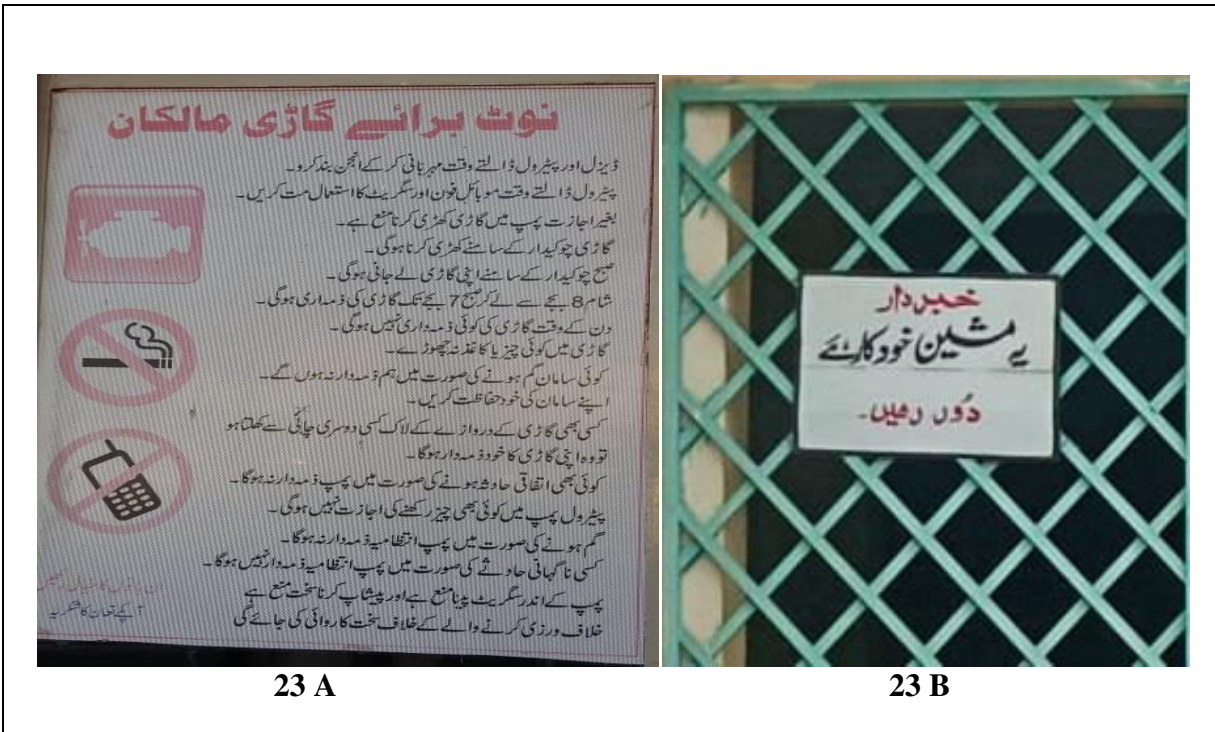 نوٹ برائے گاڑی مالکان
ڈیزل اور پیٹرول ڈالتے وقت مہربانی کر کے انجن بند کرو۔
پیٹرول ڈالتے وقت موبائل فون اور سگریٹ کا استعمال مت کریں۔
بغیر اجازت پمپ میں گاڑی کھڑی کرنا منع ہے۔
گاڑی چوکیدار کے سامنے کھڑی کرنا ہوگی۔
صبح چوکیدار کے سامنے اپنی گاڑی لے جانی ہوگی۔
شام 8 بجے سے لے کر صبح 7 بجے تک گاڑی کی ذمہ داری ہوگی۔
دن کے وقت گاڑی کی کوئی ذمہ داری نہیں ہوگی۔
گاڑی میں کوئی چیز یا کاغذ نہ چھوڑے۔
کوئی سامان گم ہونے کی صورت میں ہم ذمہ دار نہ ہوں گے۔
اپنے سامان کی خود حفاظت کریں۔
کسی بھی گاڑی کے دروازے کے لاک کسی دوسری چابی سے کھلتا ہو
تو وہ اپنی گاڑی کا خود ذمہ دار ہوگا۔
کوئی بھی اتفاقی حادثہ ہونے کی صورت میں پمپ ذمہ دار نہ ہوگا۔
پیٹرول پمپ میں کوئی بھی چیز رکھنے کی اجازت نہیں ہوگی۔
گم ہونے کی صورت میں پمپ انتظامیہ ذمہ دار نہ ہوگا۔
کسی ناگہانی حادثے کی صورت میں پمپ انتظامیہ ذمہ دار نہیں ہوگا۔
پمپ کے اندر سگریٹ پینا منع ہے اور پیشاپ کرنا سخت منع ہے
خلاف ورزی کرنے والے کے خلاف سخت کاروائی کی جائے گی
ان باتوں کا خیال رکھیں
کا شکریہ
23 A
خبردار
یہ مشین خودکار ہے
دُور رہیں۔
23 B